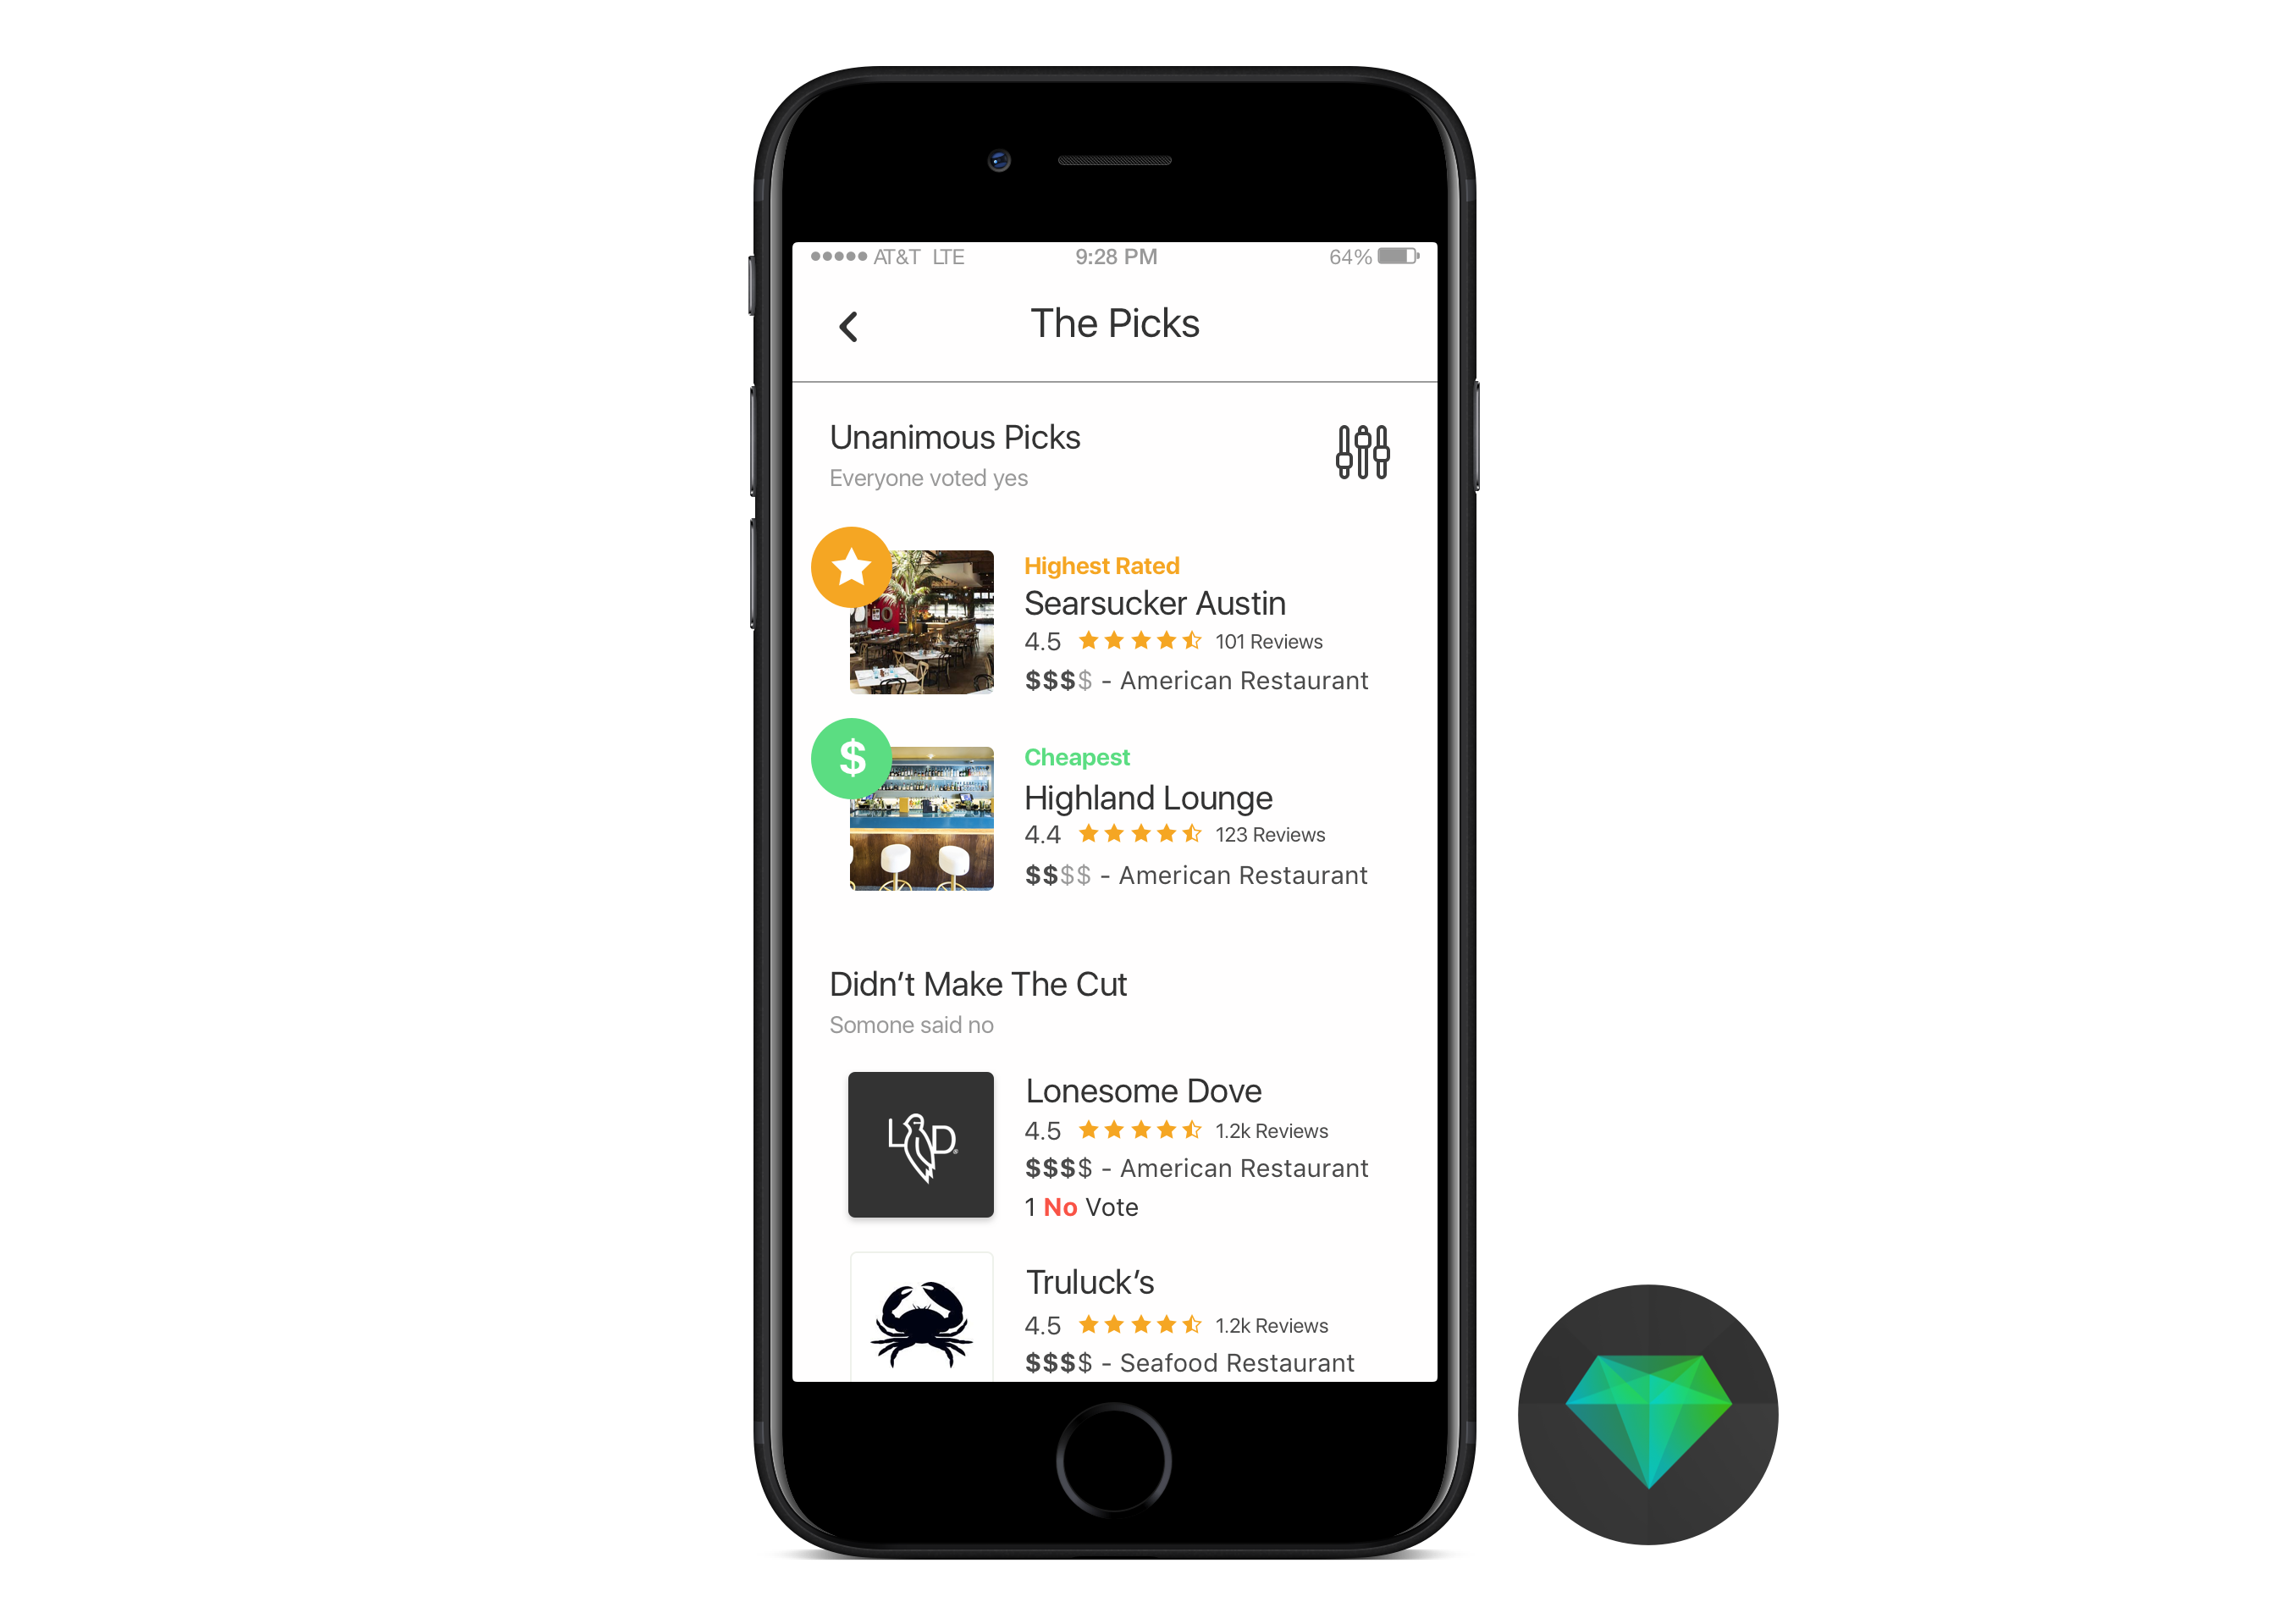 AT&T LTE 9:28 PM 64%
The Picks
Unanimous Picks
Everyone voted yes
Highest Rated
Searsucker Austin
4.5 101 Reviews
$$$$ - American Restaurant
$
Cheapest
Highland Lounge
4.4 123 Reviews
$$$$ - American Restaurant
Didn’t Make The Cut
Somone said no
LD
Lonesome Dove
4.5 1.2k Reviews
$$$$ - American Restaurant
1 No Vote
Truluck’s
4.5 1.2k Reviews
$$$$ - Seafood Restaurant